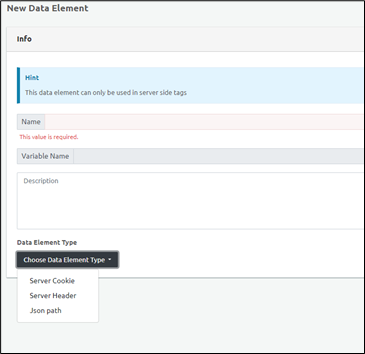 New Data Element
Info
Hint
This data element can only be used in server side tags
Name
This value is required.
Variable Name
Description
Data Element Type
Choose Data Element Type
Server Cookie
Server Header
Json path